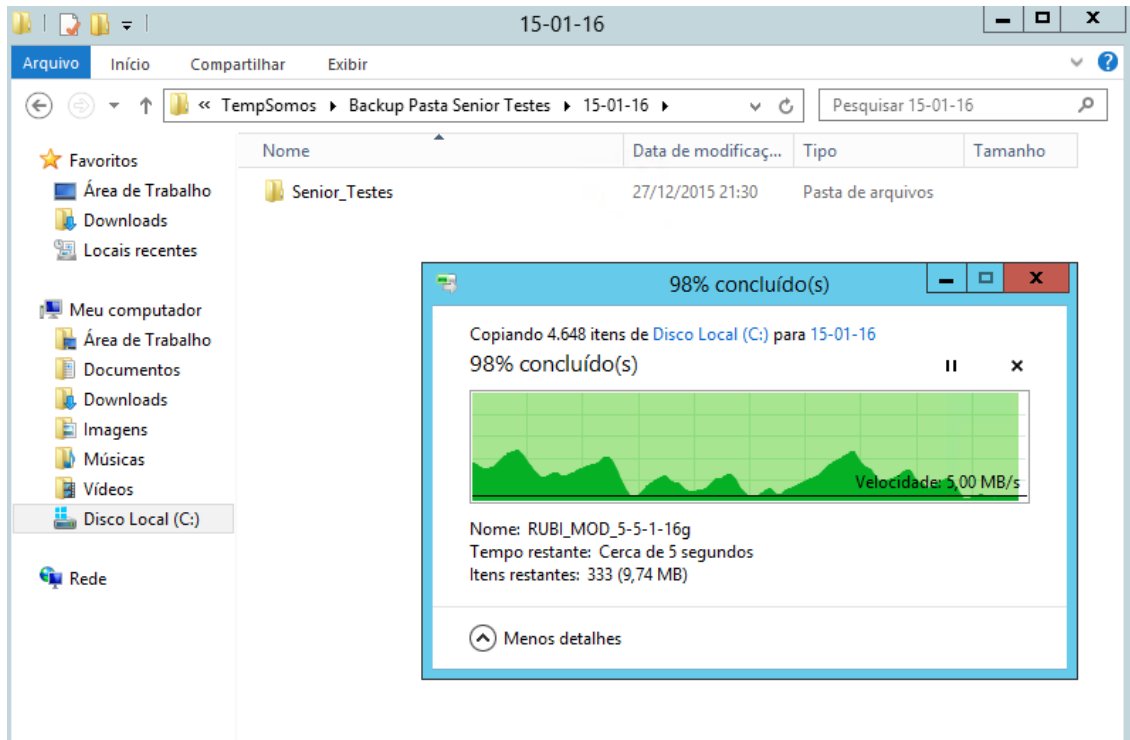 15-01-16
Arquivo Início Compartilhar Exibir
« TempSomos Backup Pasta Senior Testes 15-01-16 Pesquisar 15-01-16
Favoritos
Área de Trabalho
Downloads
Locais recentes
Meu computador
Área de Trabalho
Documentos
Downloads
Imagens
Músicas
Vídeos
Disco Local (C:)
Rede
Nome Data de modificaç... Tipo Tamanho
Senior_Testes 27/12/2015 21:30 Pasta de arquivos
98% concluído(s)
Copiando 4.648 itens de Disco Local (C:) para 15-01-16
98% concluído(s)
Velocidade: 5,00 MB/s
Nome: RUBI_MOD_5-5-1-16g
Tempo restante: Cerca de 5 segundos
Itens restantes: 333 (9,74 MB)
Menos detalhes